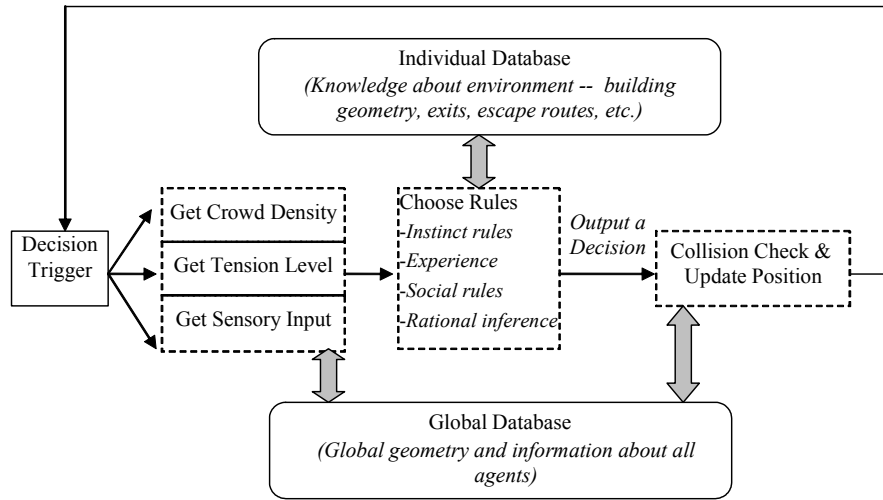 Individual Database
(Knowledge about environment -- building
geometry, exits, escape routes, etc.)
Decision
Trigger
Get Crowd Density
Get Tension Level
Get Sensory Input
Choose Rules
-Instinct rules
-Experience
-Social rules
-Rational inference
Output a
Decision
Collision Check &
Update Position
Global Database
(Global geometry and information about all
agents)